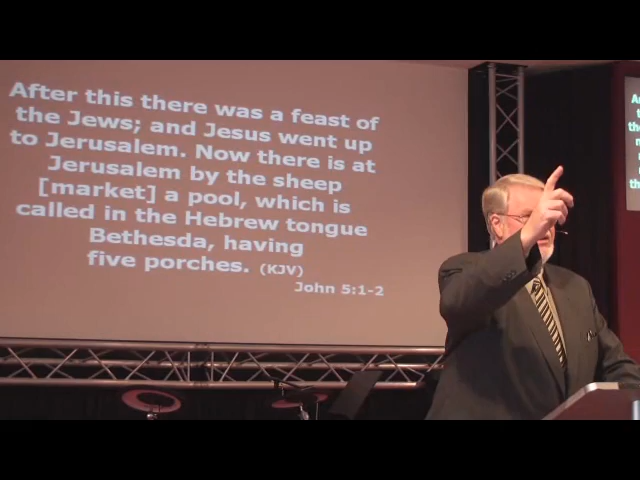 After this there was a feast of
the Jews; and Jesus went up
to Jerusalem. Now there is at
Jerusalem by the sheep
[market] a pool, which is
called in the Hebrew tongue
Bethesda, having
five porches. (KJV)
John 5:1-2